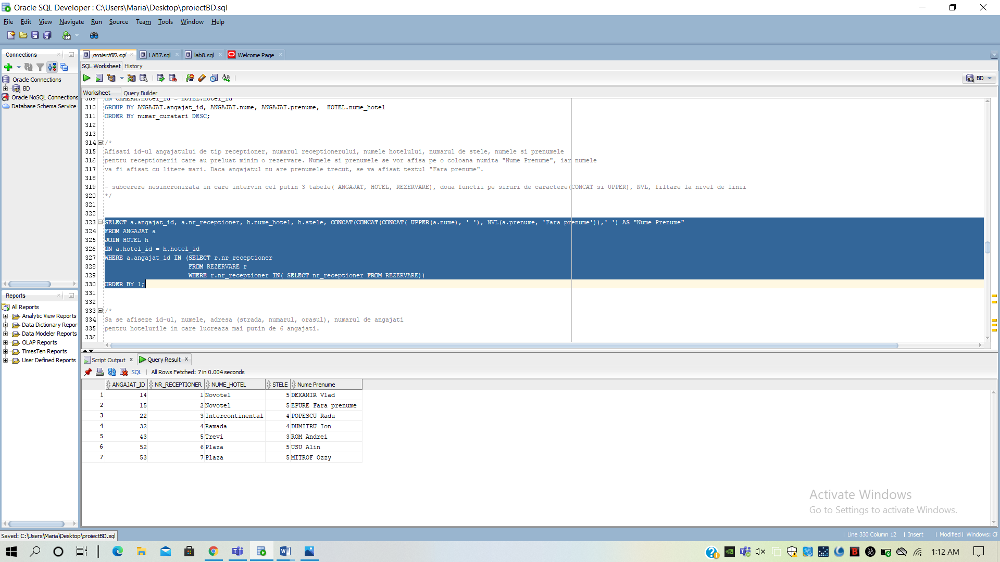 Oracle SQL Developer : C:\Users\Maria\Desktop\proiectBD.sql
File Edit View Navigate Run Source Team Tools Window Help
Connections
proiectBD.sql LAB7.sql lab8.sql Welcome Page
SQL Worksheet History
Oracle Connections
BD
Oracle NoSQL Connections
Database Schema Service
BD
Worksheet Query Builder
309 ON CAMERA.hotel_id = HOTEL.hotel_id
310 GROUP BY ANGAJAT.angajat_id, ANGAJAT.nume, ANGAJAT.prenume,  HOTEL.nume_hotel
311 ORDER BY numar_curatari DESC;
312
313
314 /*
315 Afisati id-ul angajatului de tip receptioner, numarul receptionerului, numele hotelului, numarul de stele, numele si prenumele
316 pentru receptionerii care au preluat minim o rezervare. Numele si prenumele se vor afisa pe o coloana numita "Nume Prenume", iar numele
317 va fi afisat cu litere mari. Daca angajatul nu are prenumele trecut, se va afisat textul "Fara prenume".
318
319 - subcerere nesincronizata in care intervin cel putin 3 tabele( ANGAJAT, HOTEL, REZERVARE), doua functii pe siruri de caractere(CONCAT si UPPER), NVL, filtare la nivel de linii
320 */
321
322
323 SELECT a.angajat_id, a.nr_receptioner, h.nume_hotel, h.stele, CONCAT(CONCAT(CONCAT( UPPER(a.nume), ' '), NVL(a.prenume, 'Fara prenume')),' ') AS "Nume Prenume"
324 FROM ANGAJAT a
325 JOIN HOTEL h
326 ON a.hotel_id = h.hotel_id
327 WHERE a.angajat_id IN (SELECT r.nr_receptioner
328 FROM REZERVARE r
329 WHERE r.nr_receptioner IN( SELECT nr_receptioner FROM REZERVARE))
330 ORDER BY 1;
331
332
333 /*
334 Sa se afiseze id-ul, numele, adresa (strada, numarul, orasul), numarul de angajati
335 pentru hotelurile in care lucreaza mai putin de 6 angajati.
336
Reports
All Reports
Analytic View Reports
Data Dictionary Repor
Data Modeler Reports
OLAP Reports
TimesTen Reports
User Defined Reports
Script Output Query Result
SQL | All Rows Fetched: 7 in 0.004 seconds
ANGAJAT_ID NR_RECEPTIONER NUME_HOTEL STELE Nume Prenume
1 14 1 Novotel 5 DEXAMIR Vlad
2 15 2 Novotel 5 EPURE Fara prenume
3 22 3 Intercontinental 4 POPESCU Radu
4 32 4 Ramada 4 DUMITRU Ion
5 43 5 Trevi 3 ROM Andrei
6 52 6 Plaza 5 USU Alin
7 53 7 Plaza 5 MITROF Ozzy
Activate Windows
Go to Settings to activate Windows.
Saved: C:\Users\Maria\Desktop\proiectBD.sql
| Line 330 Column 12 | Insert | Modified | Windows: CF
1:12 AM